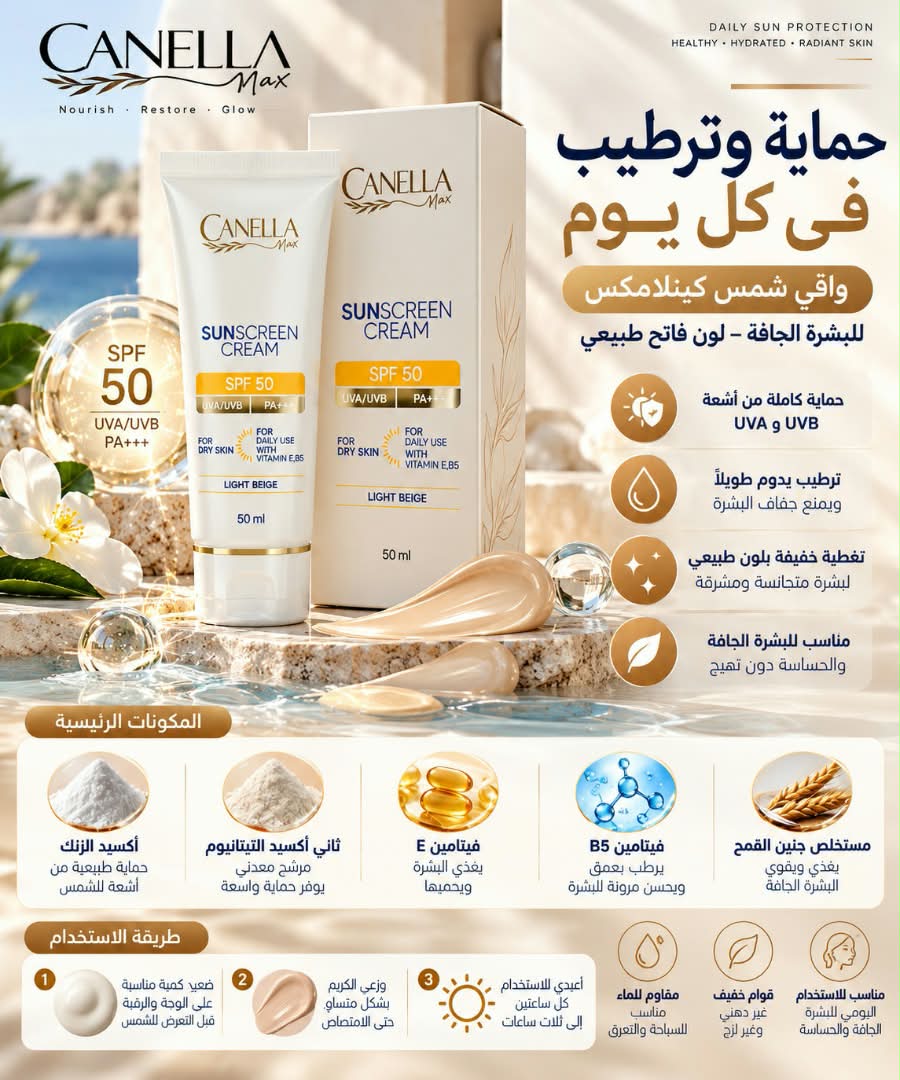 CANELLA
Max
Nourish · Restore · Glow
DAILY SUN PROTECTION
HEALTHY • HYDRATED • RADIANT SKIN
حماية وترطيب
فى كل يوم
واقي شمس كينلامكس
للبشرة الجافة – لون فاتح طبيعي
حماية كاملة من أشعة
UVA و UVB
ترطيب يدوم طويلاً
ويمنع جفاف البشرة
تغطية خفيفة بلون طبيعي
لبشرة متجانسة ومشرقة
مناسب للبشرة الجافة
والحساسة دون تهيج
SPF
50
UVA/UVB
PA+++
CANELLA
Max
SUNSCREEN
CREAM
SPF 50
UVA/UVB
PA+++
FOR
DRY SKIN
FOR
DAILY USE
WITH
VITAMIN E,B5
LIGHT BEIGE
50 ml
CANELLA
Max
SUNSCREEN
CREAM
SPF 50
UVA/UVB
PA+++
FOR
DRY SKIN
FOR
DAILY USE
WITH
VITAMIN E,B5
LIGHT BEIGE
50 ml
المكونات الرئيسية
مستخلص جنين القمح
يغذي ويقوي
البشرة الجافة
فيتامين B5
يرطب بعمق
ويحسن مرونة للبشرة
فيتامين E
يغذي البشرة
ويحميها
ثاني أكسيد التيتانيوم
مرشح معدني
يوفر حماية واسعة
أكسيد الزنك
حماية طبيعية من
أشعة للشمس
طريقة الاستخدام
1
كمية مناسبة
على الوجة والرقبة
قبل التعرض للشمس
2
وزعي الكريم
بشكل متساوٍ
حتى الامتصاص
3
أعيدي للاستخدام
كل ساعتين
إلى ثلاث ساعات
مناسب للاستخدام
اليومي للبشرة
الجافة والحساسة
قوام خفيف
غير دهني
وغير لزج
مقاوم للماء
مناسب
للسباحة والتعرق